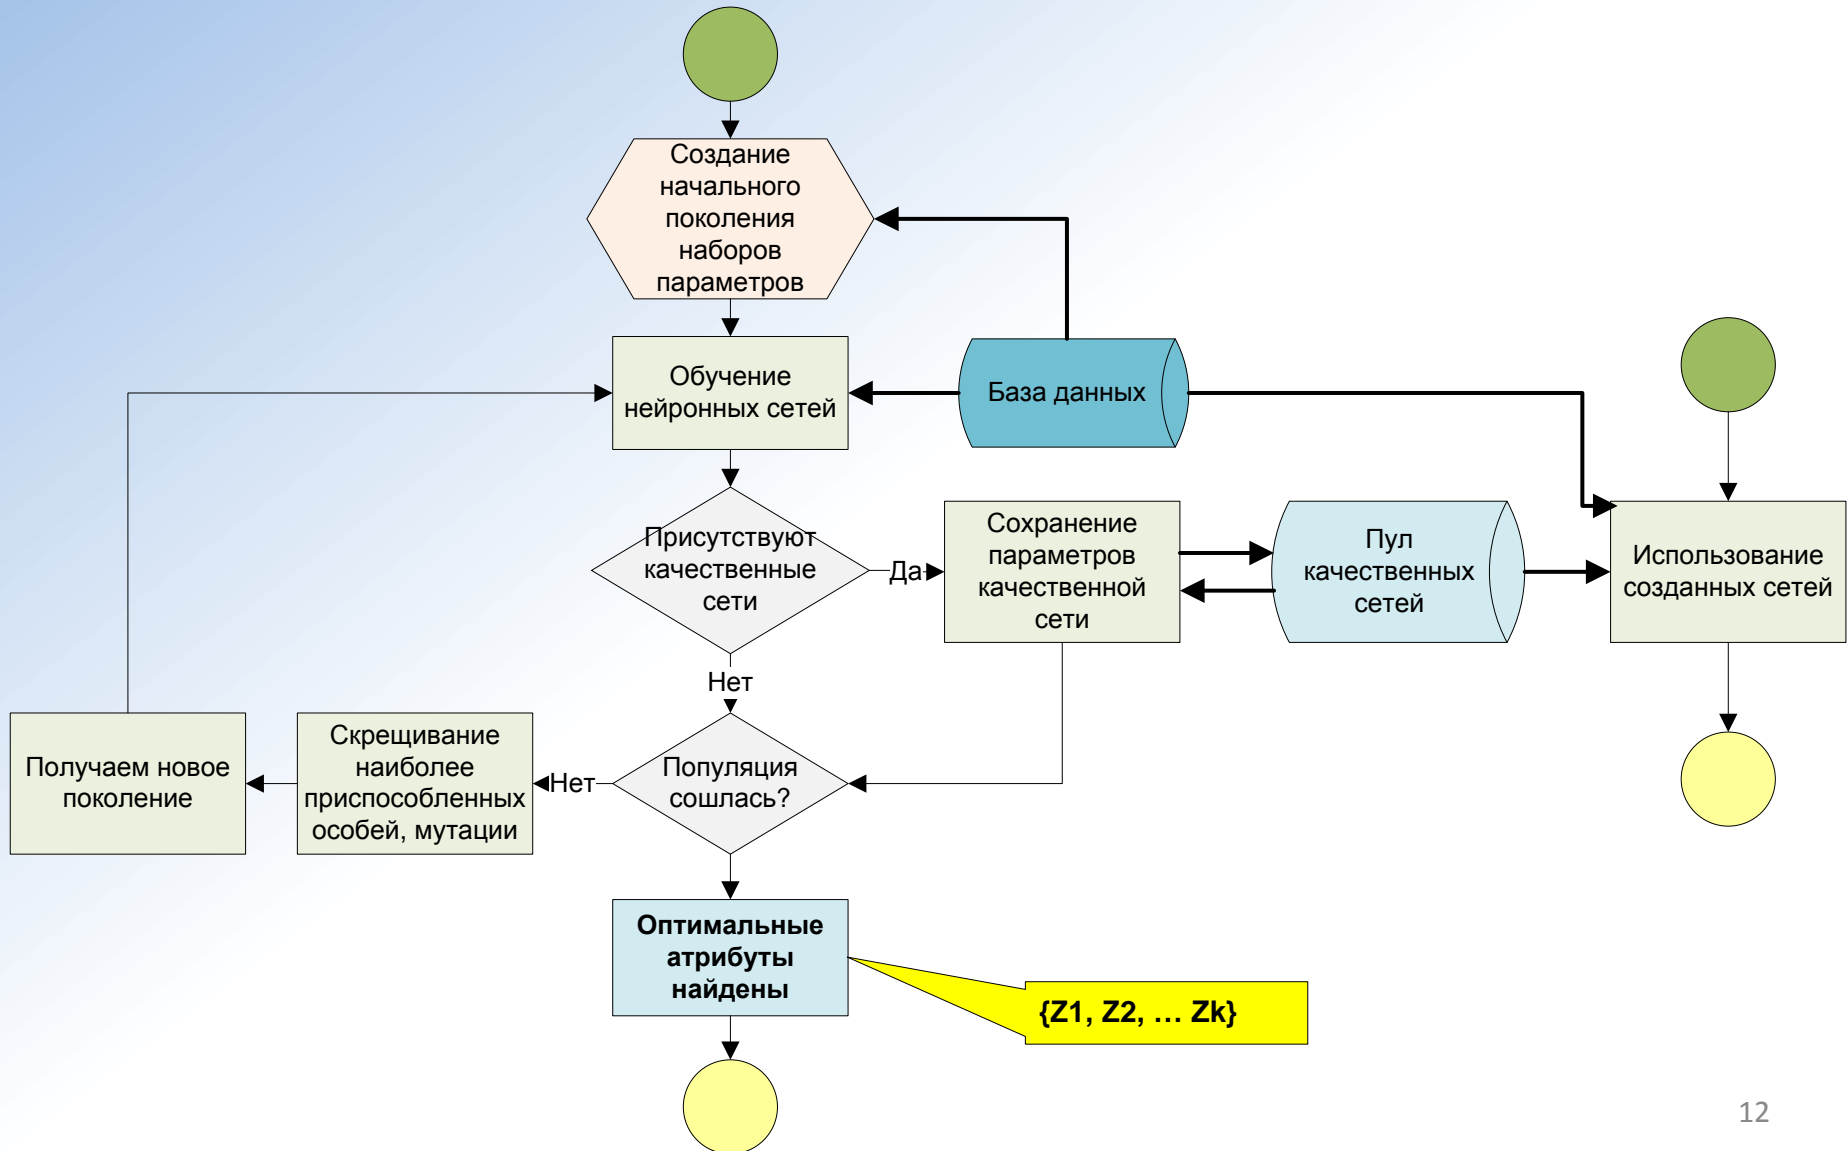 Создание
начального
поколения
наборов
параметров
Обучение
нейронных сетей
База данных
Присутствуют
качественные
сети
Да
Сохранение
параметров
качественной
сети
Пул
качественных
сетей
Использование
созданных сетей
Нет
Популяция
сошлась?
Нет
Скрещивание
наиболее
приспособленных
особей, мутации
Получаем новое
поколение
Оптимальные
атрибуты
найдены
{Z1, Z2, … Zk}
12